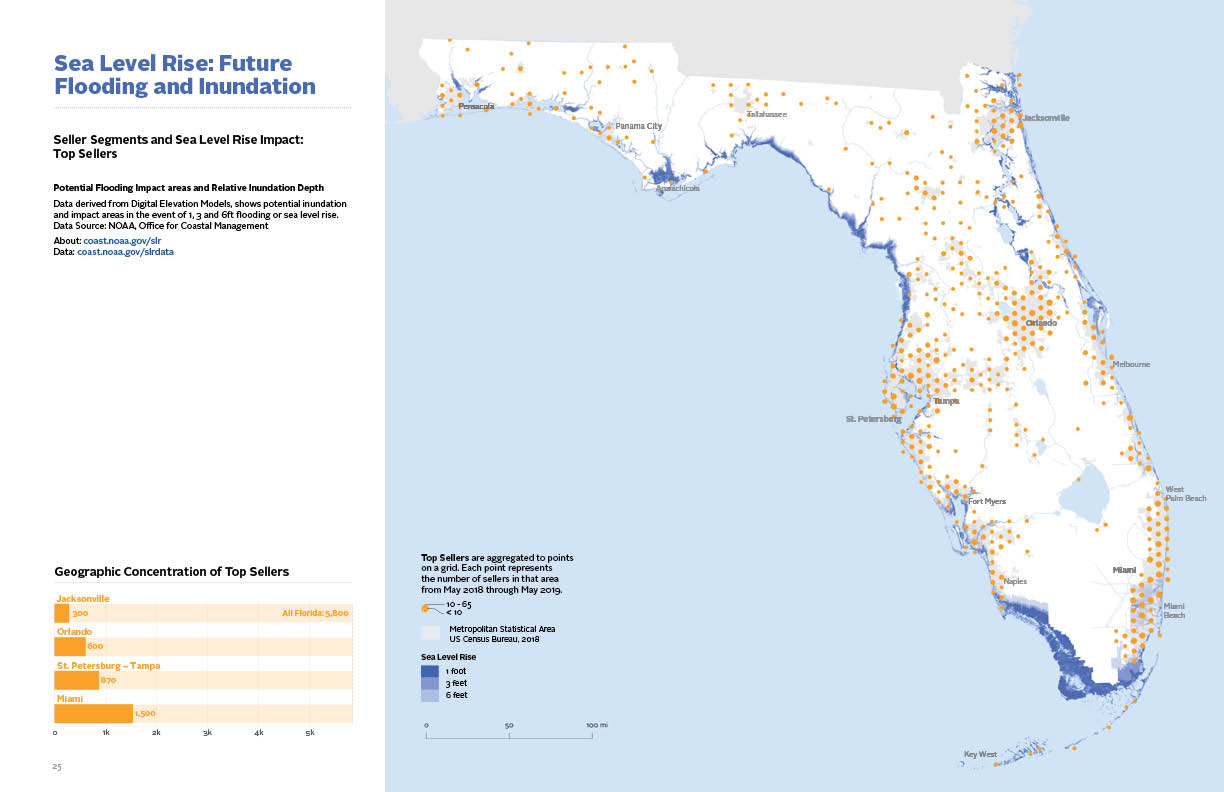 Sea Level Rise: Future
Flooding and Inundation
Seller Segments and Sea Level Rise Impact:
Top Sellers
Potential Flooding Impact areas and Relative Inundation Depth
Data derived from Digital Elevation Models, shows potential inundation
and impact areas in the event of 1, 3 and 6ft flooding or sea level rise.
Data Source: NOAA, Office for Coastal Management
About: coast.noaa.gov/slr
Data: coast.noaa.gov/slrdata
Geographic Concentration of Top Sellers
Jacksonville
300
All Florida: 5,800
Orlando
600
St. Petersburg – Tampa
870
Miami
1,500
0 1k 2k 3k 4k 5k
25
Pensacola
Panama City
Apalachicola
Tallahassee
Jacksonville
Orlando
Melbourne
Tampa
St. Petersburg
Fort Myers
West
Palm Beach
Naples
Miami
Miami
Beach
Key West
Top Sellers are aggregated to points
on a grid. Each point represents
the number of sellers in that area
from May 2018 through May 2019.
10 - 65
< 10
Metropolitan Statistical Area
US Census Bureau, 2018
Sea Level Rise
1 foot
3 feet
6 feet
0 50 100 mi